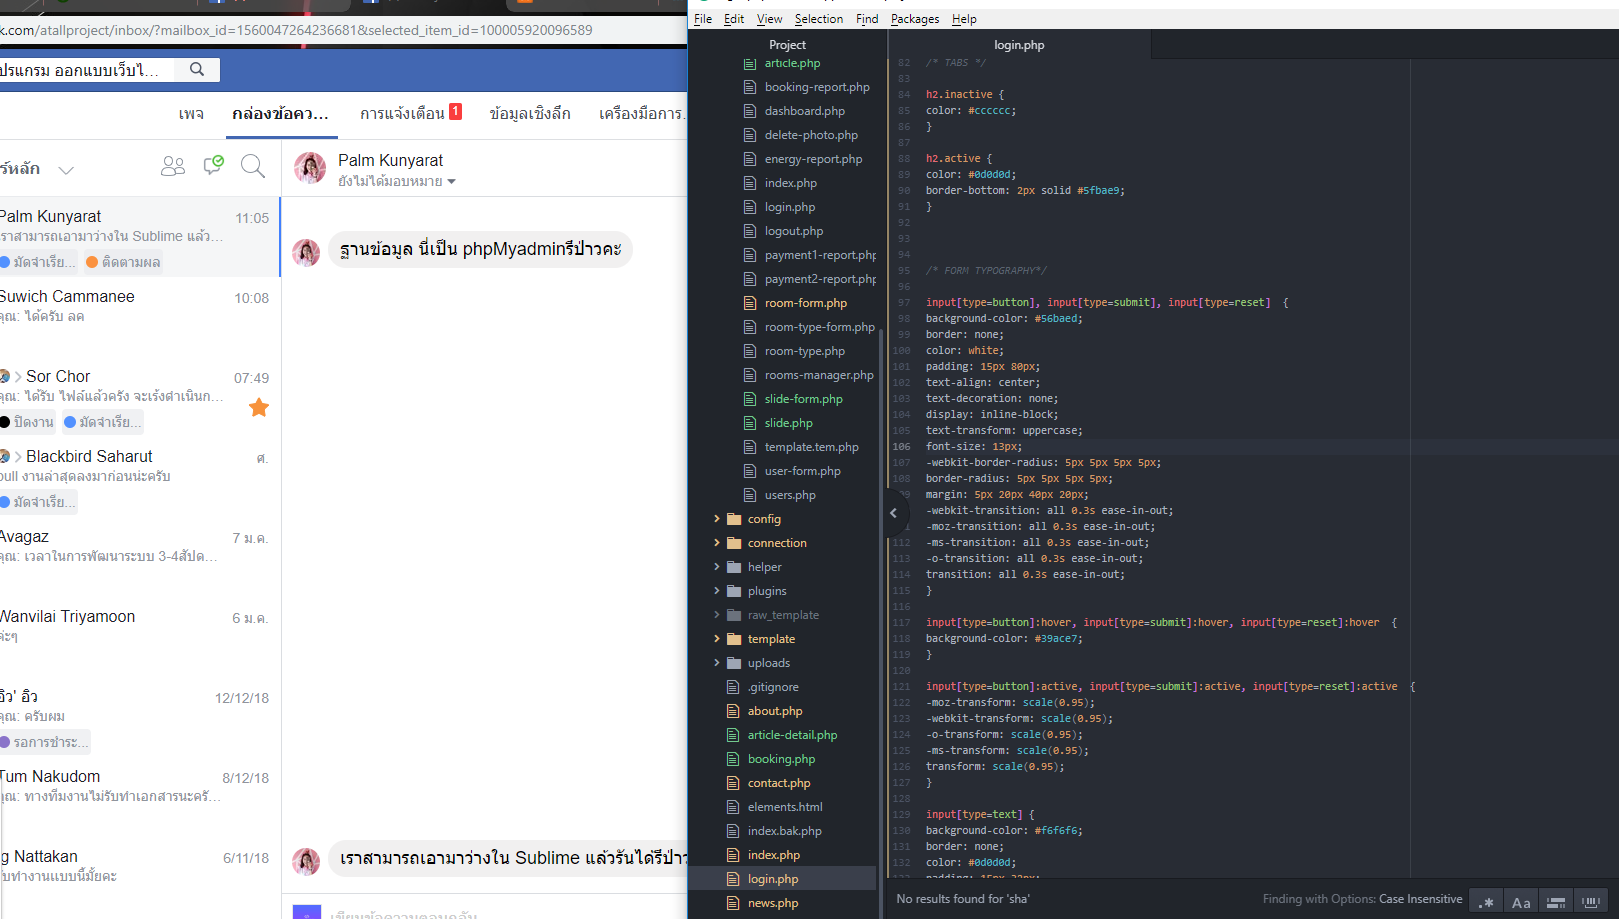 k.com/atallproject/inbox/?mailbox_id=1560047264236681&selected_item_id=100005920096589
ปรแกรม ออกแบบเว็บไ...
เพจ
กล่องข้อคว...
การแจ้งเตือน
1
ข้อมูลเชิงลึก
เครื่องมือการ
ร์หลัก
Palm Kunyarat
ยังไม่ได้มอบหมาย
Palm Kunyarat
11:05
เราสามารถเอามาว่างใน Sublime แล้ว...
มัดจำเรีย...
ติดตามผล
Suwich Cammanee
10:08
คุณ: ได้ครับ ลด
Sor Chor
07:49
คุณ: ได้รับ ไฟล์แล้วครัง จะเร้งดำเนินก...
ปิดงาน
มัดจำเรีย...
Blackbird Saharut
ศ.
pull งานล่าสุดลงมาก่อนน่ะครับ
มัดจำเรีย...
Avagaz
7 ม.ค.
คุณ: เวลาในการพัฒนาระบบ 3-4สัปด...
Wanvilai Triyamoon
6 ม.ค.
ค่ะๆ
อิว' อิว
12/12/18
คุณ: ครับผม
รอการชำระ...
Tum Nakudom
8/12/18
คุณ: ทางทีมงานไม่รับทำเอกสารนะครั...
g Nattakan
6/11/18
รับทำงานแบบนี้มั้ยคะ
ฐานข้อมูล นี่เป็น phpMyadminรึป่าวคะ
เราสามารถเอามาว่างใน Sublime แล้วรันได้รึป่าว
เขียนข้อความตอบกลับ
File Edit View Selection Find Packages Help
Project
article.php
booking-report.php
dashboard.php
delete-photo.php
energy-report.php
index.php
login.php
logout.php
payment1-report.php
payment2-report.php
room-form.php
room-type-form.php
room-type.php
rooms-manager.php
slide-form.php
slide.php
template.tem.php
user-form.php
users.php
config
connection
helper
plugins
raw_template
template
uploads
.gitignore
about.php
article-detail.php
booking.php
contact.php
elements.html
index.bak.php
index.php
login.php
news.php
login.php
82 /* TABS */
83
84 h2.inactive {
85 color: #cccccc;
86 }
87
88 h2.active {
89 color: #0d0d0d;
90 border-bottom: 2px solid #5fbae9;
91 }
92
93
94
95 /* FORM TYPOGRAPHY*/
96
97 input[type=button], input[type=submit], input[type=reset] {
98 background-color: #56baed;
99 border: none;
100 color: white;
101 padding: 15px 80px;
102 text-align: center;
103 text-decoration: none;
104 display: inline-block;
105 text-transform: uppercase;
106 font-size: 13px;
107 -webkit-border-radius: 5px 5px 5px 5px;
108 border-radius: 5px 5px 5px 5px;
09 margin: 5px 20px 40px 20px;
-webkit-transition: all 0.3s ease-in-out;
-moz-transition: all 0.3s ease-in-out;
112 -ms-transition: all 0.3s ease-in-out;
113 -o-transition: all 0.3s ease-in-out;
114 transition: all 0.3s ease-in-out;
115 }
116
117 input[type=button]:hover, input[type=submit]:hover, input[type=reset]:hover {
118 background-color: #39ace7;
119 }
120
121 input[type=button]:active, input[type=submit]:active, input[type=reset]:active {
122 -moz-transform: scale(0.95);
123 -webkit-transform: scale(0.95);
124 -o-transform: scale(0.95);
125 -ms-transform: scale(0.95);
126 transform: scale(0.95);
127 }
128
129 input[type=text] {
130 background-color: #f6f6f6;
131 border: none;
132 color: #0d0d0d;
133 padding: 15px 32px;
No results found for 'sha'
Finding with Options: Case Insensitive
.*
Aa